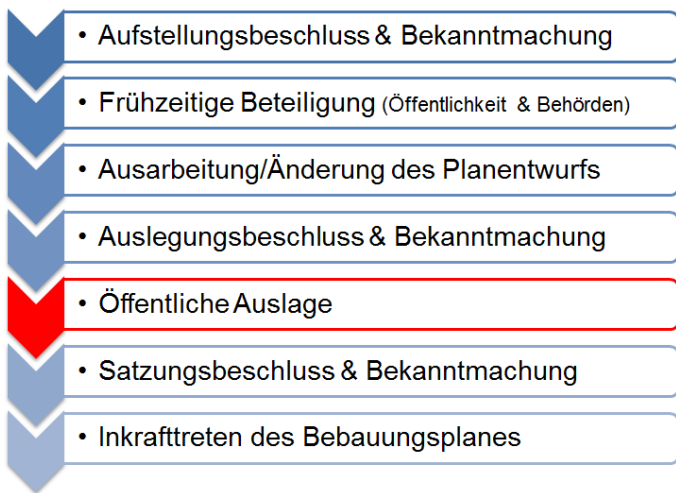 • Aufstellungsbeschluss & Bekanntmachung
• Frühzeitige Beteiligung (Öffentlichkeit & Behörden)
• Ausarbeitung/Änderung des Planentwurfs
• Auslegungsbeschluss & Bekanntmachung
• Öffentliche Auslage
• Satzungsbeschluss & Bekanntmachung
• Inkrafttreten des Bebauungsplanes